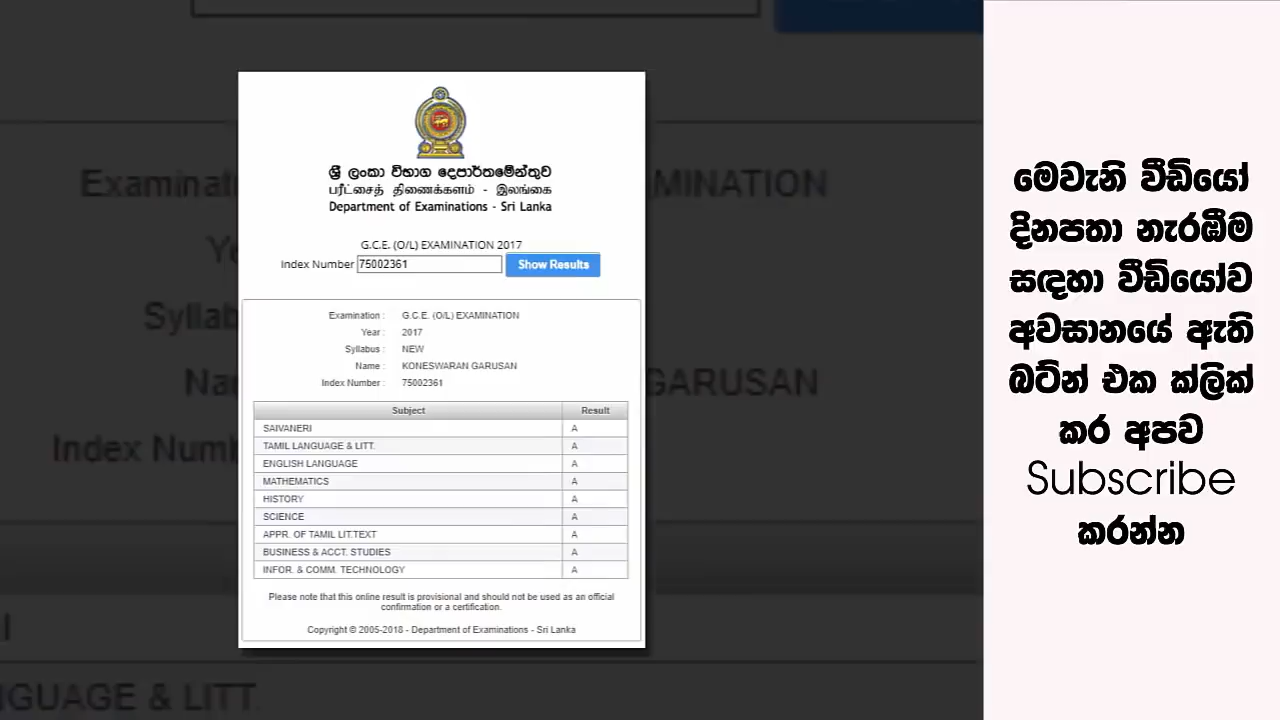 ශ්‍රී ලංකා විභාග දෙපාර්තමේන්තුව
பரீட்சைத் திணைக்களம் - இலங்கை
Department of Examinations - Sri Lanka
G.C.E. (O/L) EXAMINATION 2017
Index Number 75002361 Show Results
Examination : G.C.E. (O/L) EXAMINATION
Year : 2017
Syllabus : NEW
Name : KONESWARAN GARUSAN
Index Number : 75002361
Subject Result
SAIVANERI A
TAMIL LANGUAGE & LITT. A
ENGLISH LANGUAGE A
MATHEMATICS A
HISTORY A
SCIENCE A
APPR. OF TAMIL LIT.TEXT A
BUSINESS & ACCT. STUDIES A
INFOR. & COMM. TECHNOLOGY A
Please note that this online result is provisional and should not be used as an official
confirmation or a certification.
Copyright © 2005-2018 - Department of Examinations - Sri Lanka
මෙවැනි වීඩියෝ
දිනපතා නැරඹීම
සඳහා වීඩියෝව
අවසානයේ ඇති
බටන් එක ක්ලික්
කර අපව
Subscribe
කරන්න